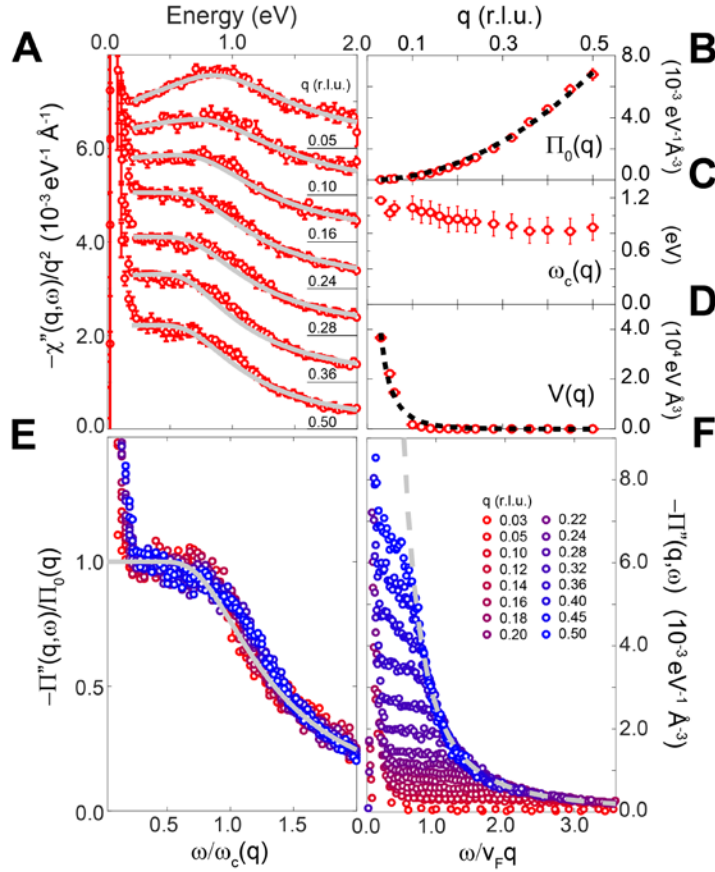 A
Energy (eV)
0.0 1.0 2.0
q (r.l.u.)
0.1 0.3 0.5
B
-χ"(q,ω)/q² (10⁻³ eV⁻¹ Å⁻¹)
6.0
4.0
2.0
0.0
q (r.l.u.)
0.05
0.10
0.16
0.24
0.28
0.36
0.50
8.0
4.0
0.0
(10⁻³ eV⁻¹Å⁻³)
Π₀(q)
C
1.2
0.6
0.0
(eV)
ω_c(q)
D
4.0
2.0
0.0
(10⁴ eV Å³)
V(q)
E
-Π"(q,ω)/Π₀(q)
1.0
0.5
0.0
0.5 1.0 1.5
ω/ω_c(q)
F
q (r.l.u.)
0.03 0.22
0.05 0.24
0.10 0.28
0.12 0.32
0.14 0.36
0.16 0.40
0.18 0.45
0.20 0.50
8.0
6.0
4.0
2.0
0.0
-Π"(q,ω) (10⁻³ eV⁻¹ Å⁻³)
0.0 1.0 2.0 3.0
ω/v_Fq